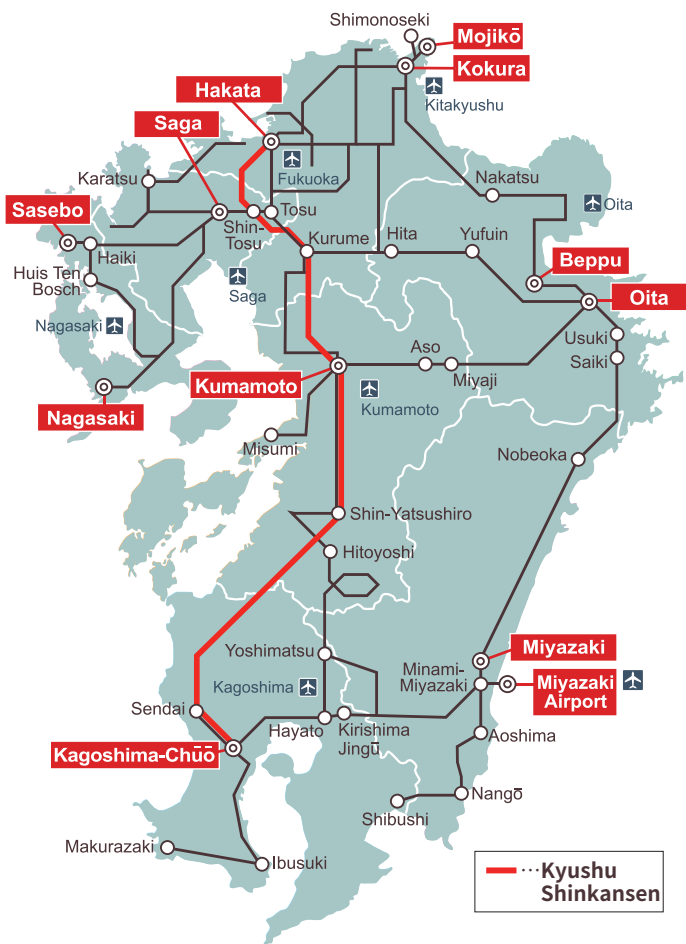 Shimonoseki
Mojikō
Kokura
Kitakyushu
Hakata
Saga
Fukuoka
Karatsu
Nakatsu
Oita
Sasebo
Tosu
Shin-
Tosu
Kurume
Hita
Yufuin
Haiki
Beppu
Huis Ten
Bosch
Saga
Oita
Nagasaki
Usuki
Saiki
Aso
Miyaji
Kumamoto
Kumamoto
Nagasaki
Misumi
Nobeoka
Shin-Yatsushiro
Hitoyoshi
Yoshimatsu
Miyazaki
Minami-
Miyazaki
Miyazaki
Airport
Kagoshima
Sendai
Hayato
Kirishima
Jingū
Aoshima
Kagoshima-Chūō
Nangō
Shibushi
Makurazaki
Ibusuki
···Kyushu
Shinkansen